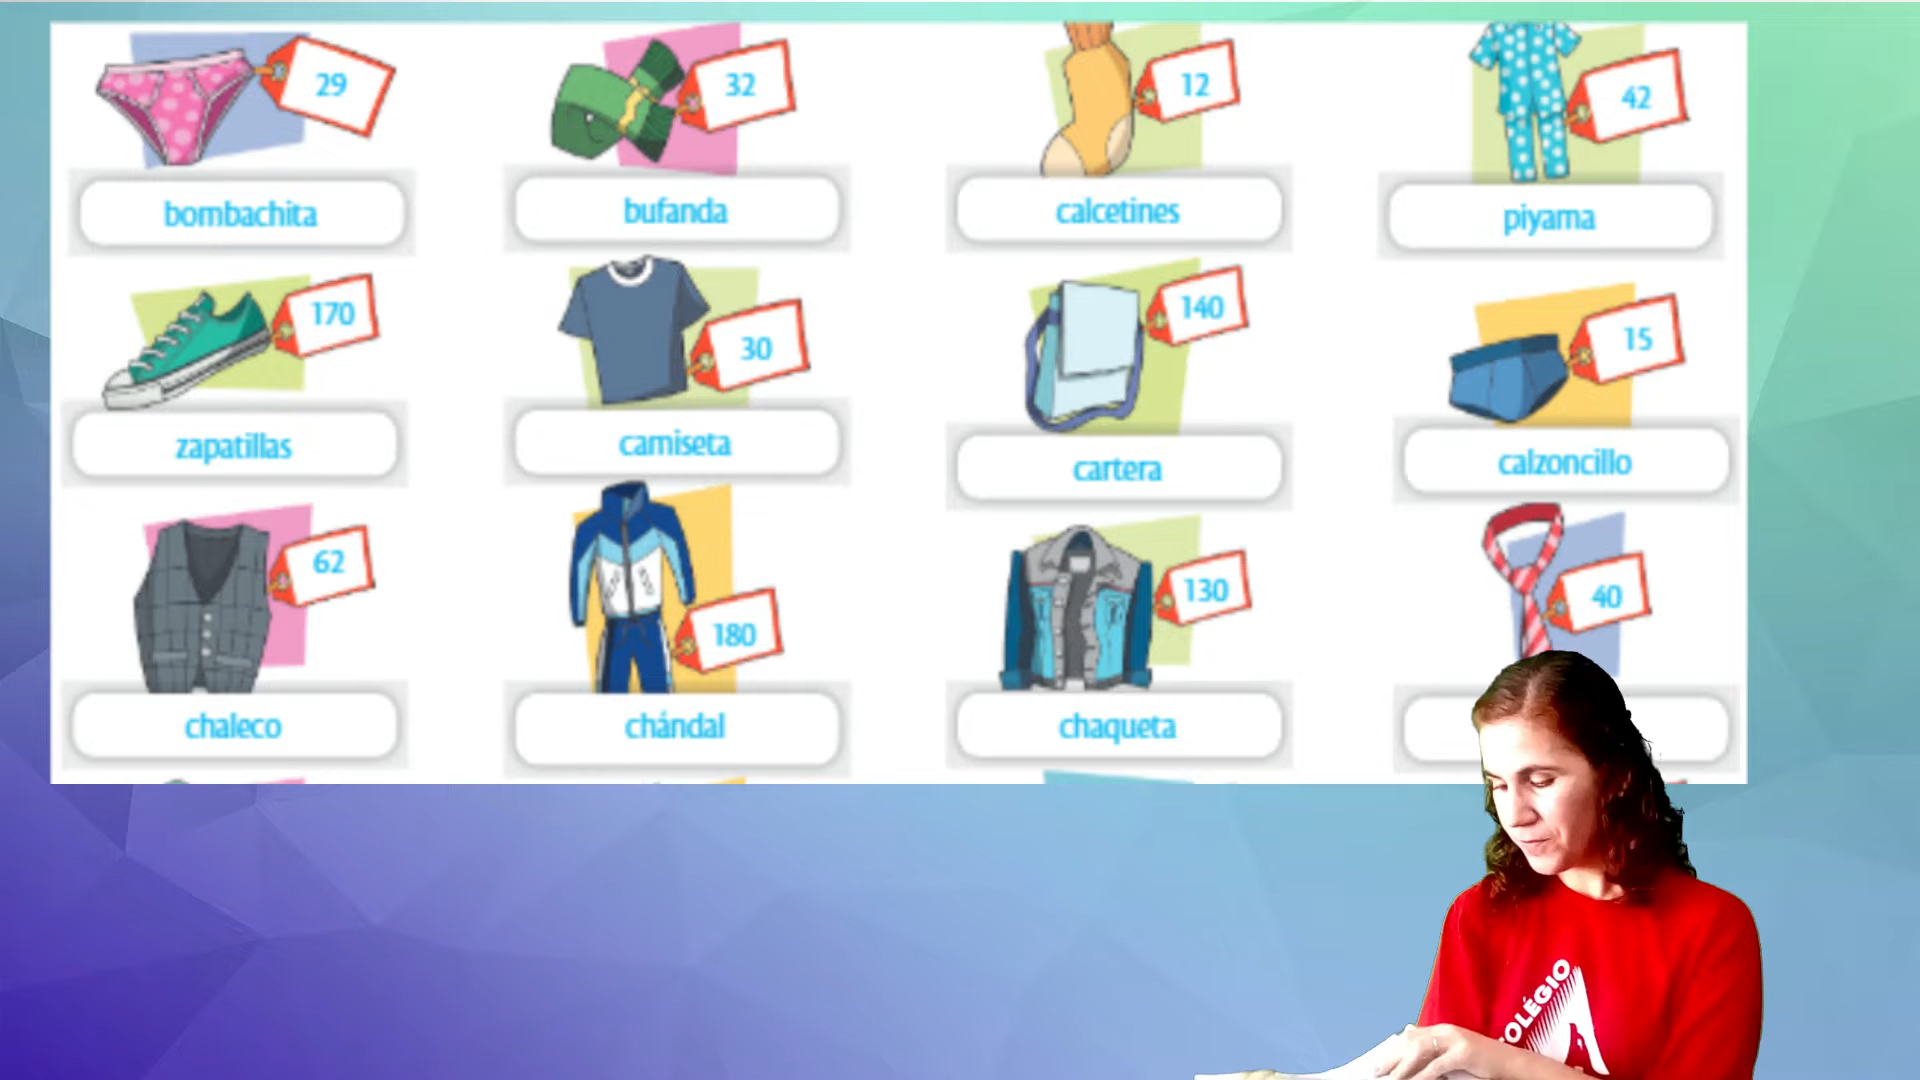 29
32
12
42
bombachita
bufanda
calcetines
piyama
170
30
140
15
zapatillas
camiseta
cartera
calzoncillo
62
180
130
40
chaleco
chándal
chaqueta
OLÉGIO